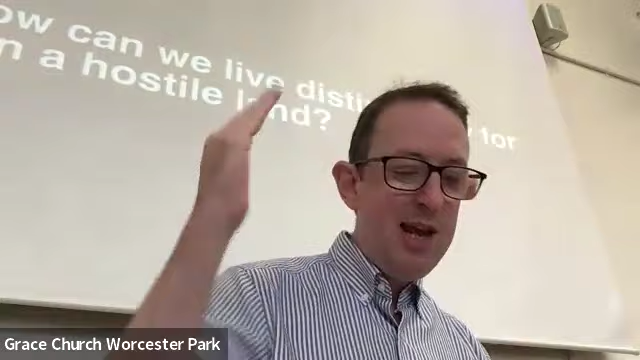 ow can we live disti for
n a hostile land?
Grace Church Worcester Park